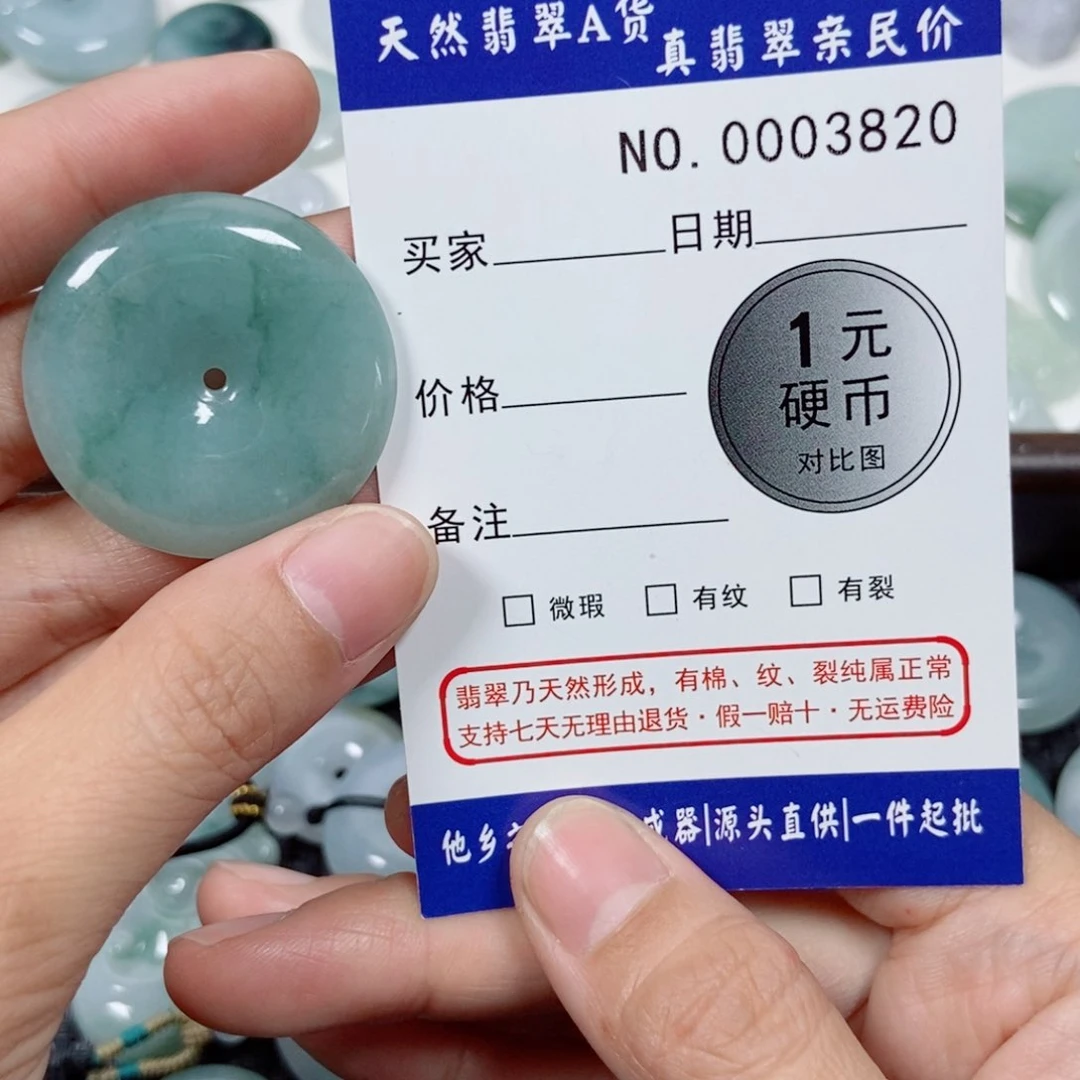 天然翡翠A货
真翡翠亲民价
NO. 0003820
买家 日期
1元
硬币
对比图
价格
备注
微瑕 有纹 有裂
翡翠乃天然形成，有棉、纹、裂纯属正常
支持七天无理由退货·假一赔十·无运费险
他乡 成器|源头直供|一件起批